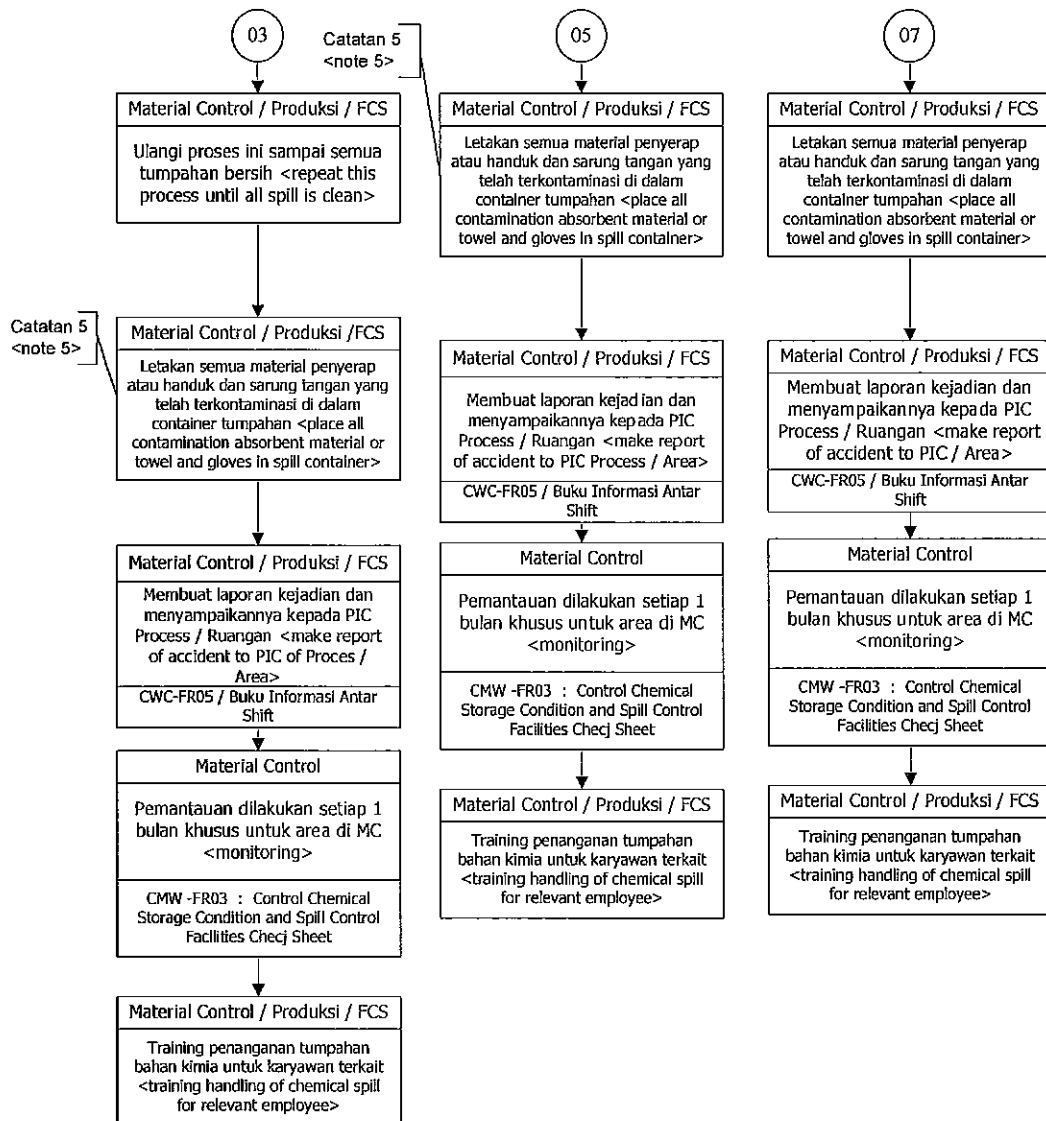 03
Material Control / Produksi / FCS
Ulangi proses ini sampai semua
tumpahan bersih <repeat this
process until all spill is clean>
Catatan 5
<note 5>
Material Control / Produksi /FCS
Letakan semua material penyerap
atau handuk dan sarung tangan yang
telah terkontaminasi di dalam
container tumpahan <place all
contamination absorbent material or
towel and gloves in spill container>
Material Control / Produksi / FCS
Membuat laporan kejadian dan
menyampaikannya kepada PIC
Process / Ruangan <make report
of accident to PIC of Proces /
Area>
CWC-FR05 / Buku Informasi Antar
Shift
Material Control
Pemantauan dilakukan setiap 1
bulan khusus untuk area di MC
<monitoring>
CMW -FR03 : Control Chemical
Storage Condition and Spill Control
Facilities Checj Sheet
Material Control / Produksi / FCS
Training penanganan tumpahan
bahan kimia untuk karyawan terkait
<training handling of chemical spill
for relevant employee>
Catatan 5
<note 5>
05
Material Control / Produksi / FCS
Letakan semua material penyerap
atau handuk dan sarung tangan yang
telah terkontaminasi di dalam
container tumpahan <place all
contamination absorbent material or
towel and gloves in spill container>
Material Control / Produksi / FCS
Membuat laporan kejadian dan
menyampaikannya kepada PIC
Process / Ruangan <make report
of accident to PIC Process / Area>
CWC-FR05 / Buku Informasi Antar
Shift
Material Control
Pemantauan dilakukan setiap 1
bulan khusus untuk area di MC
<monitoring>
CMW -FR03 : Control Chemical
Storage Condition and Spill Control
Facilities Checj Sheet
Material Control / Produksi / FCS
Training penanganan tumpahan
bahan kimia untuk karyawan terkait
<training handling of chemical spill
for relevant employee>
07
Material Control / Produksi / FCS
Letakan semua material penyerap
atau handuk dan sarung tangan yang
telah terkontaminasi di dalam
container tumpahan <place all
contamination absorbent material or
towel and gloves in spill container>
Material Control / Produksi / FCS
Membuat laporan kejadian dan
menyampaikannya kepada PIC
Process / Ruangan <make report
of accident to PIC / Area>
CWC-FR05 / Buku Informasi Antar
Shift
Material Control
Pemantauan dilakukan setiap 1
bulan khusus untuk area di MC
<monitoring>
CMW -FR03 : Control Chemical
Storage Condition and Spill Control
Facilities Checj Sheet
Material Control / Produksi / FCS
Training penanganan tumpahan
bahan kimia untuk karyawan terkait
<training handling of chemical spill
for relevant employee>